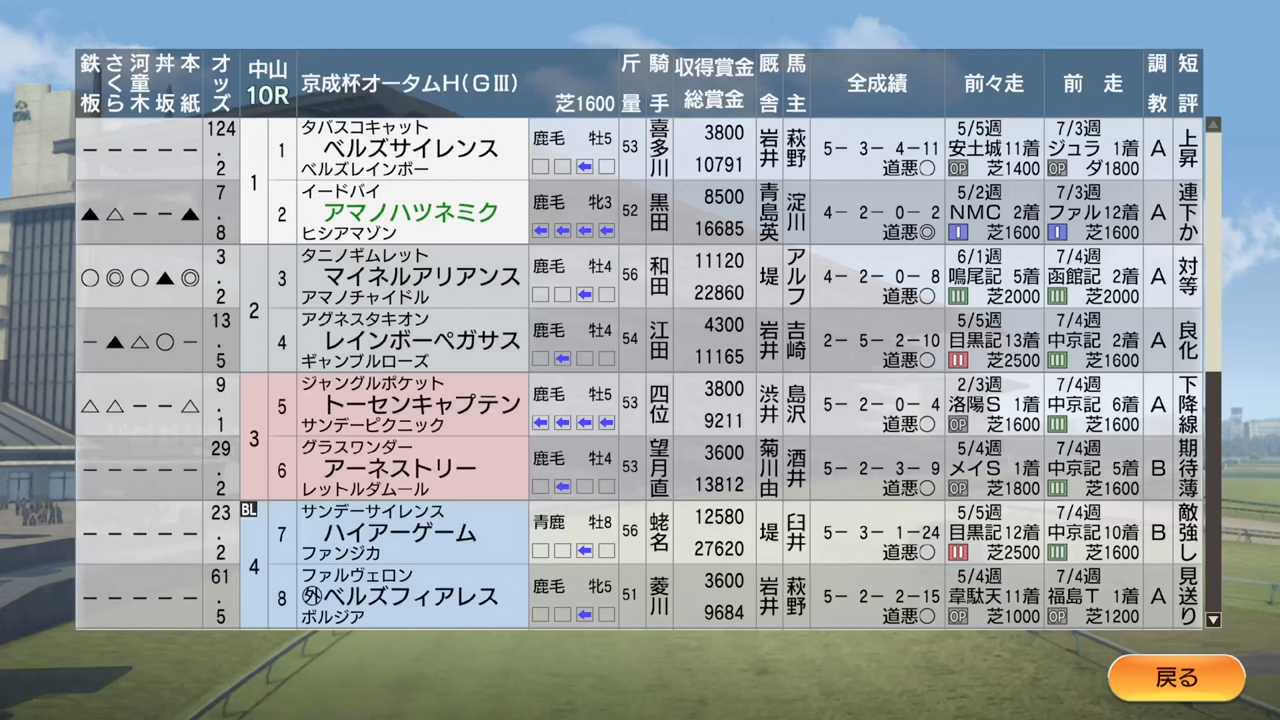 鉄板 さくら 河童木 井坂 本紙 オッズ 中山10R 京成杯オータムH(GⅢ) 芝1600 斤量 騎手 収得賞金 総賞金 厩舎 馬主 全成績 前々走 前 走 調教 短評
タバスコキャット 5/5週 7/3週
－－－－－ 124.2 1 1 ベルズサイレンス 鹿毛 牡5 53 喜多川 3800 岩井 萩野 5－ 3－ 4－11 安土城11着 ジュラ 1着 A 上昇
ベルズレインボー □□←□ 10791 道悪○ OP 芝1400 OP ダ1800
イードバイ 5/2週 7/3週
▲△－－▲ 7.8 2 アマノハツネミク 鹿毛 牝3 52 黒田 8500 青島英 淀川 4－ 2－ 0－ 2 NMC 2着 ファル12着 A 連下か
ヒシアマゾン ←←←← 16685 道悪◎ Ⅰ 芝1600 Ⅰ 芝1600
タニノギムレット 6/1週 7/4週
○◎○▲◎ 3.2 2 3 マイネルアリアンス 鹿毛 牡4 56 和田 11120 堤 アルルフ 4－ 2－ 0－ 8 鳴尾記 5着 函館記 2着 A 対等
アマノチャイドル □□←□ 22860 道悪○ Ⅲ 芝2000 Ⅲ 芝2000
アグネスタキオン 5/5週 7/4週
－▲△○－ 13.5 4 レインボーペガサス 鹿毛 牡4 54 江田 4300 岩井 吉崎 2－ 5－ 2－10 目黒記13着 中京記 2着 A 良化
ギャンブルローズ □←□□ 11165 道悪○ Ⅱ 芝2500 Ⅲ 芝1600
ジャングルポケット 2/3週 7/4週
△△－－△ 9.1 3 5 トーセンキャプテン 鹿毛 牡5 53 四位 3800 渋井 島沢 5－ 2－ 0－ 4 洛陽S 1着 中京記 6着 A 下降線
サンデーピクニック ←←←← 9211 道悪○ OP 芝1600 Ⅲ 芝1600
グラスワンダー 5/4週 7/4週
－－－－－ 29.2 6 アーネストリー 鹿毛 牡4 53 望月直 3600 菊川由 酒井 5－ 2－ 3－ 9 メイS 1着 中京記 5着 B 期待薄
レットルダムール □←□□ 13812 道悪○ OP 芝1800 Ⅲ 芝1600
BL サンデーサイレンス 5/5週 7/4週
－－－－－ 23.2 4 7 ハイアーゲーム 青鹿 牡8 56 蛯名 12580 堤 臼井 5－ 3－ 1－24 目黒記12着 中京記10着 B 敵強し
ファンジカ □□←□ 27620 道悪○ Ⅱ 芝2500 Ⅲ 芝1600
ファルヴェロン 5/4週 7/4週
－－－－－ 61.5 8 外ベルズフィアレス 鹿毛 牝5 51 菱川 3600 岩井 萩野 5－ 2－ 2－15 韋駄天11着 福島T 1着 A 見送り
ボルジア □□←□ 9684 道悪○ OP 芝1000 OP 芝1200
戻る